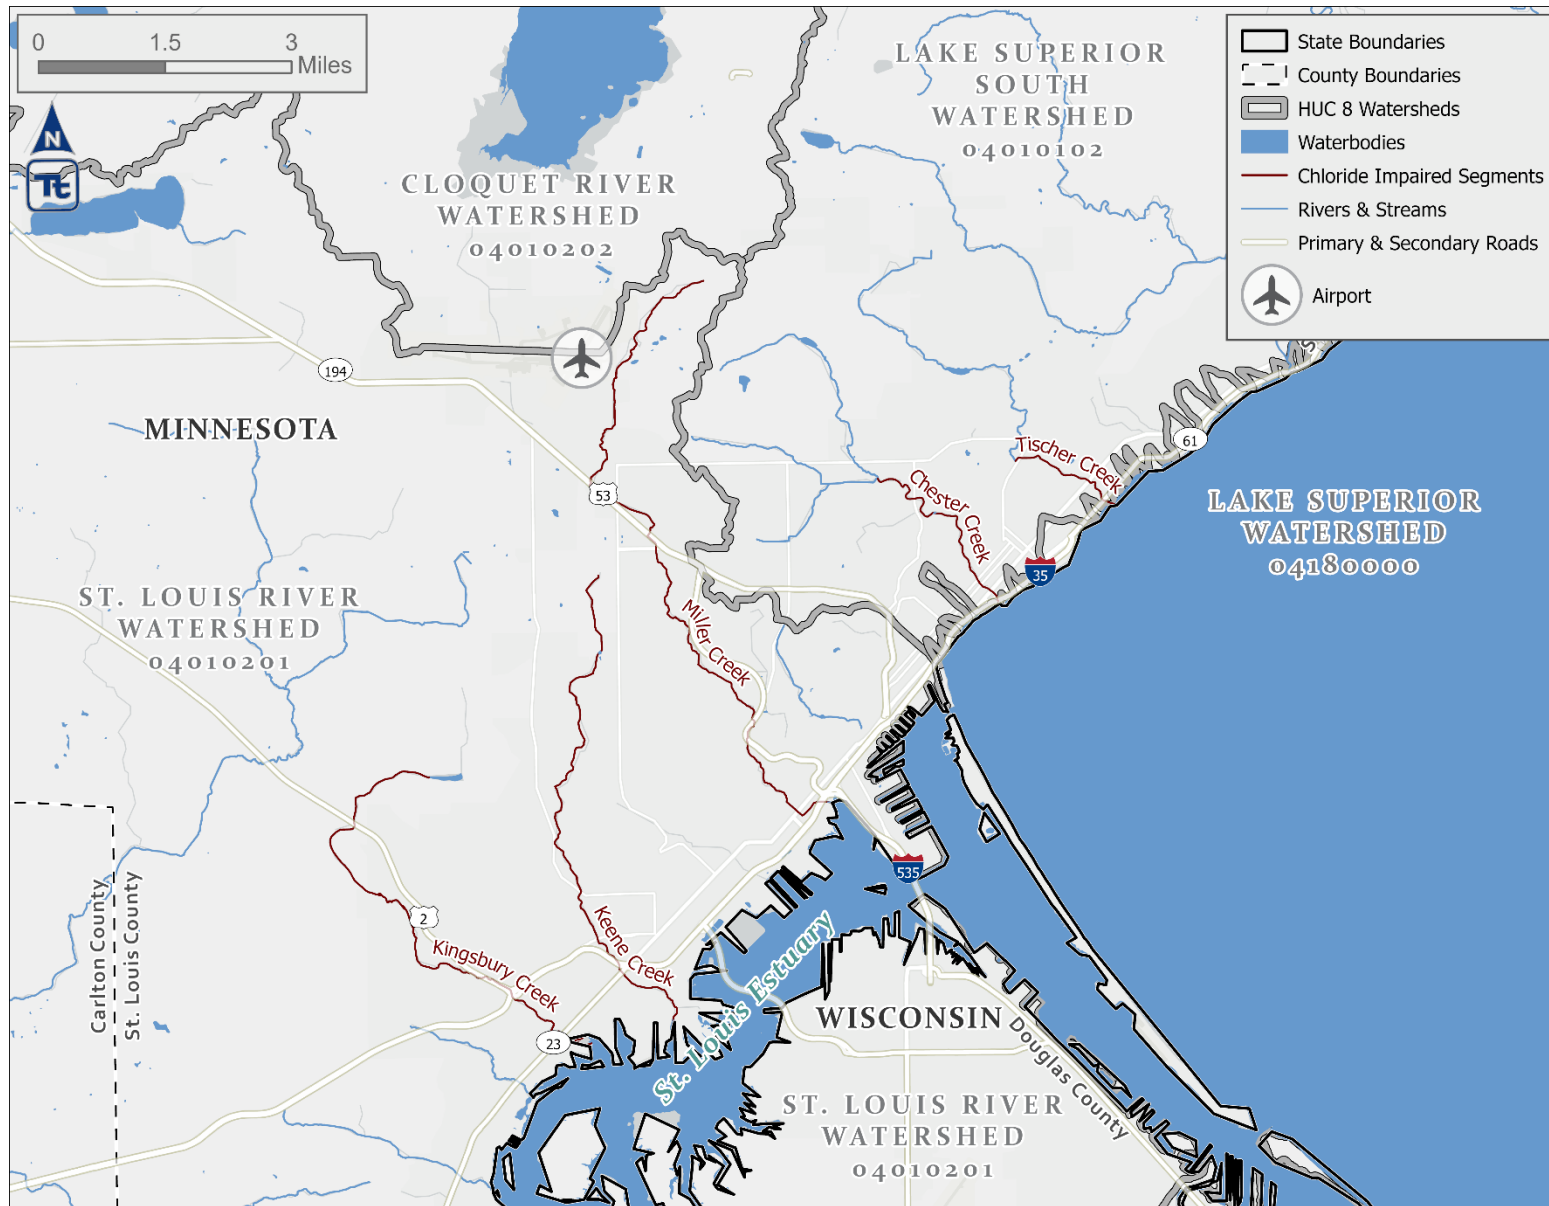 0 1.5 3
Miles
N
Tt
LAKE SUPERIOR
SOUTH
WATERSHED
04010102
State Boundaries
County Boundaries
HUC 8 Watersheds
Waterbodies
Chloride Impaired Segments
Rivers & Streams
Primary & Secondary Roads
Airport
CLOQUET RIVER
WATERSHED
04010202
194
MINNESOTA
53
61
Tischer Creek
Chester Creek
LAKE SUPERIOR
WATERSHED
04180000
35
ST. LOUIS RIVER
WATERSHED
04010201
Miller Creek
535
2
Keene Creek
Kingsbury Creek
Carlton County
St. Louis County
St. Louis Estuary
WISCONSIN
23
Douglas County
ST. LOUIS RIVER
WATERSHED
04010201